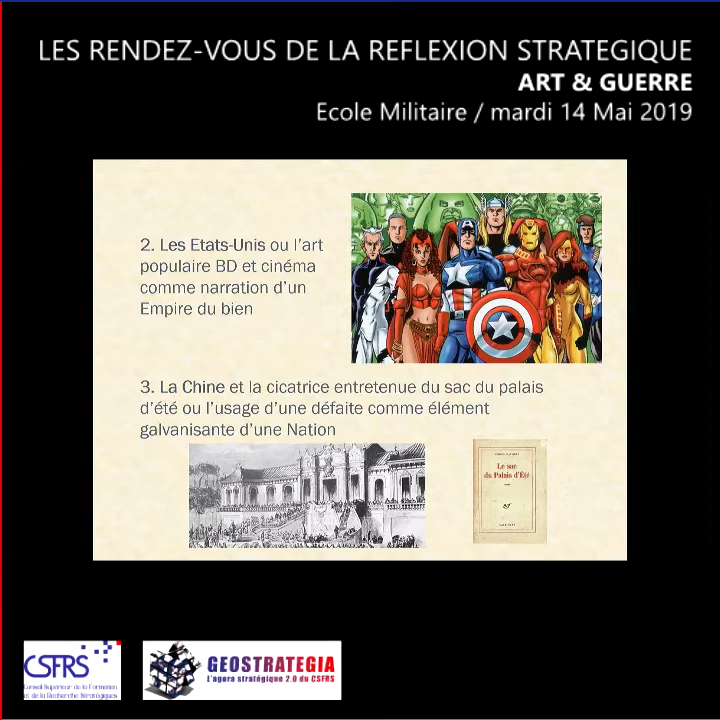 LES RENDEZ-VOUS DE LA REFLEXION STRATEGIQUE
ART & GUERRE
Ecole Militaire / mardi 14 Mai 2019
2. Les Etats-Unis ou l'art
populaire BD et cinéma
comme narration d'un
Empire du bien
3. La Chine et la cicatrice entretenue du sac du palais
d'été ou l'usage d'une défaite comme élément
galvanisante d'une Nation
Le sac
du Palais d'Été
nrf
CSFRS
Conseil Supérieur de la Formation
et de la Recherche Stratégiques
GEOSTRATEGIA
L'agora stratégique 2.0 du CSFRS